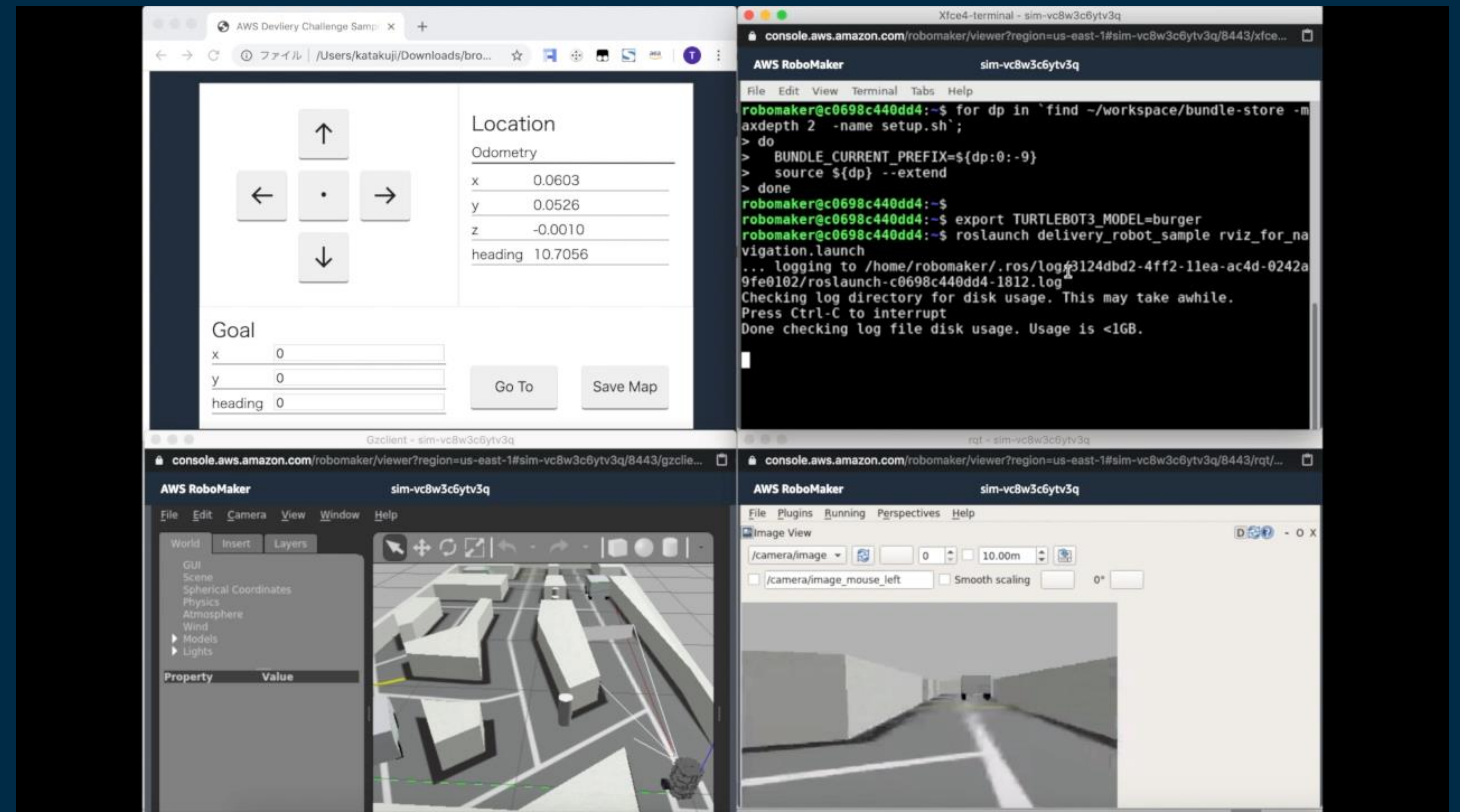 AWS Devliery Challenge Samp
ファイル | /Users/katakuji/Downloads/bro...
T
Location
Odometry
x 0.0603
y 0.0526
z -0.0010
heading 10.7056
Goal
x 0
y 0
heading 0
Go To
Save Map
Xfce4-terminal - sim-vc8w3c6ytv3q
console.aws.amazon.com/robomaker/viewer?region=us-east-1#sim-vc8w3c6ytv3q/8443/xfce...
AWS RoboMaker sim-vc8w3c6ytv3q
File Edit View Terminal Tabs Help
robomaker@c0698c440dd4:~$ for dp in `find ~/workspace/bundle-store -m
axdepth 2 -name setup.sh`;
> do
> BUNDLE_CURRENT_PREFIX=${dp:0:-9}
> source ${dp} --extend
> done
robomaker@c0698c440dd4:~$
robomaker@c0698c440dd4:~$ export TURTLEBOT3_MODEL=burger
robomaker@c0698c440dd4:~$ roslaunch delivery_robot_sample rviz_for_na
vigation.launch
... logging to /home/robomaker/.ros/log/3124dbd2-4ff2-11ea-ac4d-0242a
9fe0102/roslaunch-c0698c440dd4-1812.log
Checking log directory for disk usage. This may take awhile.
Press Ctrl-C to interrupt
Done checking log file disk usage. Usage is <1GB.
Gzclient - sim-vc8w3c6ytv3q
console.aws.amazon.com/robomaker/viewer?region=us-east-1#sim-vc8w3c6ytv3q/8443/gzclie...
AWS RoboMaker sim-vc8w3c6ytv3q
File Edit Camera View Window Help
World Insert Layers
GUI
Scene
Spherical Coordinates
Physics
Atmosphere
Wind
Models
Lights
Property Value
rqt - sim-vc8w3c6ytv3q
console.aws.amazon.com/robomaker/viewer?region=us-east-1#sim-vc8w3c6ytv3q/8443/rqt/...
AWS RoboMaker sim-vc8w3c6ytv3q
File Plugins Running Perspectives Help
Image View D - O X
/camera/image 0 10.00m
/camera/image_mouse_left Smooth scaling 0°